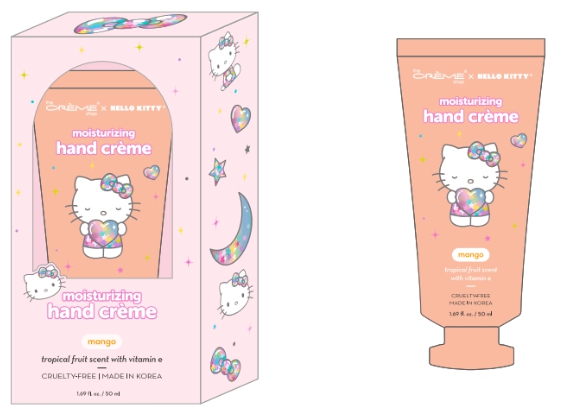 THE
CRÈME
SHOP
× HELLO KITTY
moisturizing
hand crème
moisturizing
hand crème
mango
tropical fruit scent with vitamin e
CRUELTY-FREE | MADE IN KOREA
1.69 fl. oz. / 50 ml
THE
CRÈME
SHOP
× HELLO KITTY
moisturizing
hand crème
mango
tropical fruit scent
with vitamin e
CRUELTY-FREE
MADE IN KOREA
1.69 fl. oz. / 50 ml